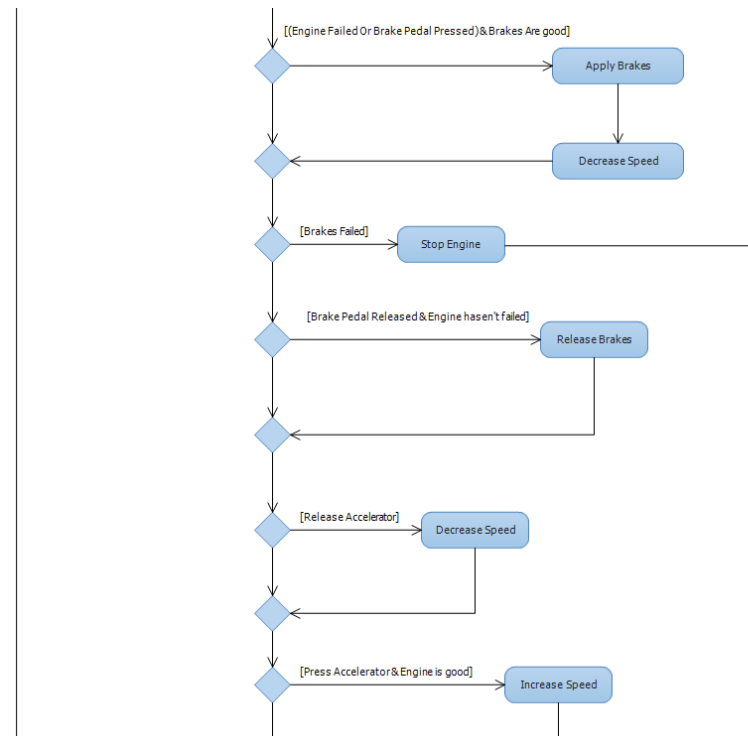 [(Engine Failed Or Brake Pedal Pressed) & Brakes Are good]
Apply Brakes
Decrease Speed
[Brakes Failed]
Stop Engine
[Brake Pedal Released & Engine hasen't failed]
Release Brakes
[Release Accelerator]
Decrease Speed
[Press Accelerator & Engine is good]
Increase Speed